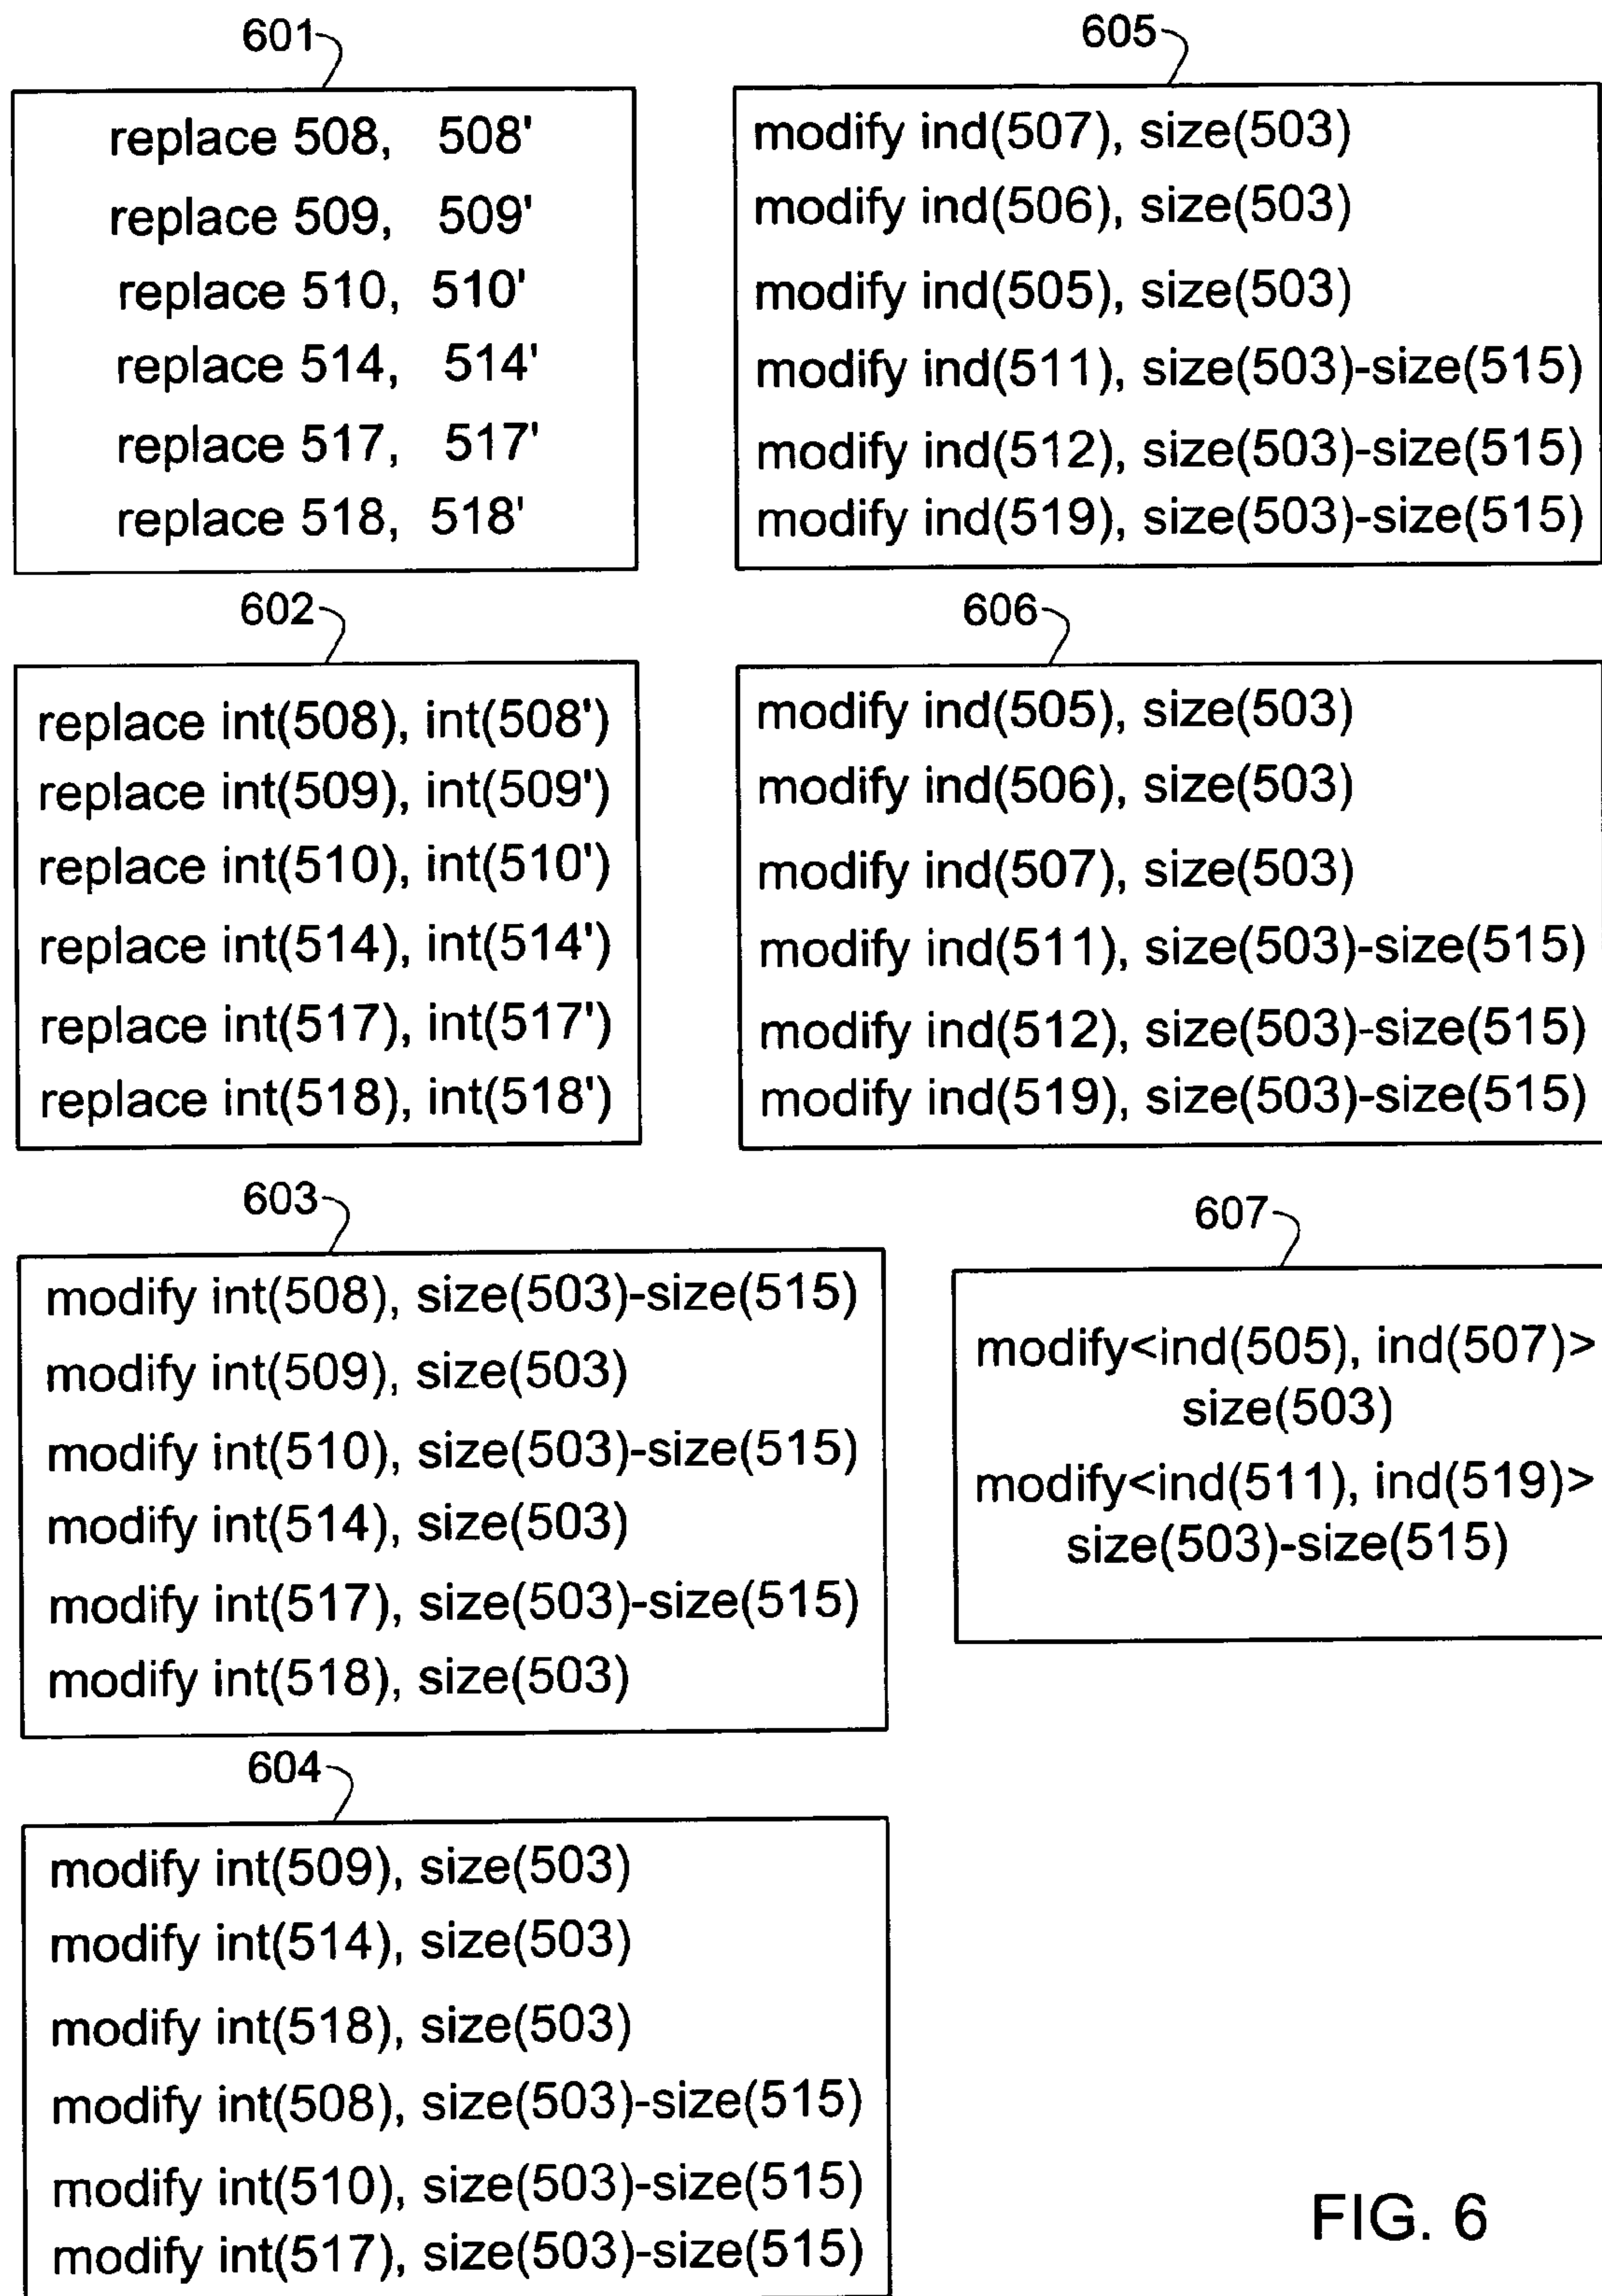 601
replace 508, 508'
replace 509, 509'
replace 510, 510'
replace 514, 514'
replace 517, 517'
replace 518, 518'
605
modify ind(507), size(503)
modify ind(506), size(503)
modify ind(505), size(503)
modify ind(511), size(503)-size(515)
modify ind(512), size(503)-size(515)
modify ind(519), size(503)-size(515)
602
replace int(508), int(508')
replace int(509), int(509')
replace int(510), int(510')
replace int(514), int(514')
replace int(517), int(517')
replace int(518), int(518')
606
modify ind(505), size(503)
modify ind(506), size(503)
modify ind(507), size(503)
modify ind(511), size(503)-size(515)
modify ind(512), size(503)-size(515)
modify ind(519), size(503)-size(515)
603
modify int(508), size(503)-size(515)
modify int(509), size(503)
modify int(510), size(503)-size(515)
modify int(514), size(503)
modify int(517), size(503)-size(515)
modify int(518), size(503)
607
modify<ind(505), ind(507)>
size(503)
modify<ind(511), ind(519)>
size(503)-size(515)
604
modify int(509), size(503)
modify int(514), size(503)
modify int(518), size(503)
modify int(508), size(503)-size(515)
modify int(510), size(503)-size(515)
modify int(517), size(503)-size(515)
FIG. 6